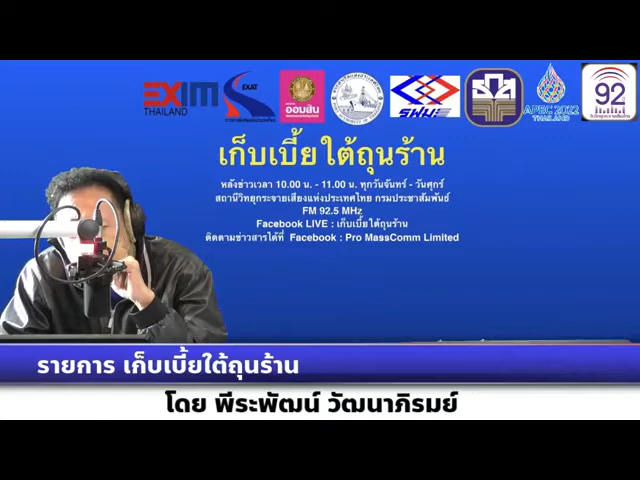 EXIM
THAILAND
EXAT
ออมสิน
รฟม
ธอส
APEC 2022
THAILAND
92
เก็บเบี้ยใต้ถุนร้าน
หลังข่าวเวลา 10.00 น. - 11.00 น. ทุกวันจันทร์ - วันศุกร์
สถานีวิทยุกระจายเสียงแห่งประเทศไทย กรมประชาสัมพันธ์
FM 92.5 MHz
Facebook LIVE : เก็บเบี้ยใต้ถุนร้าน
ติดตามข่าวสารได้ที่ Facebook : Pro MassComm Limited
รายการ เก็บเบี้ยใต้ถุนร้าน
โดย พีระพัฒน์ วัฒนาภิรมย์